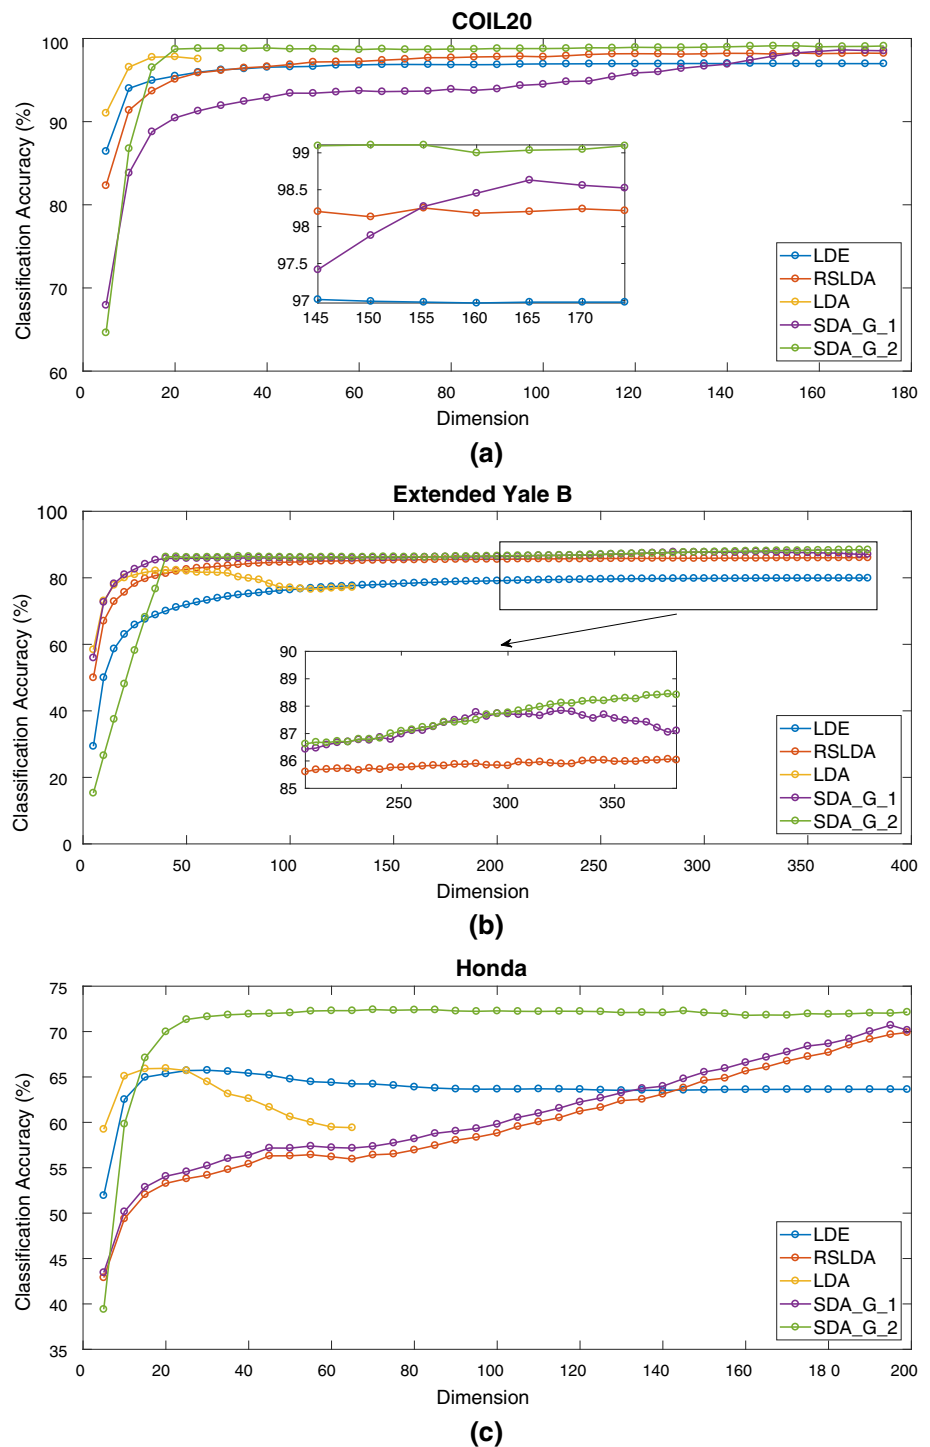 COIL20
100
90
80
70
60
Classification Accuracy (%)
99
98.5
98
97.5
97
145 150 155 160 165 170
LDE
RSLDA
LDA
SDA_G_1
SDA_G_2
0 20 40 60 80 100 120 140 160 180
Dimension
(a)
Extended Yale B
100
80
60
40
20
0
Classification Accuracy (%)
90
89
88
87
86
85
250 300 350
LDE
RSLDA
LDA
SDA_G_1
SDA_G_2
0 50 100 150 200 250 300 350 400
Dimension
(b)
Honda
75
70
65
60
55
50
45
40
35
Classification Accuracy (%)
LDE
RSLDA
LDA
SDA_G_1
SDA_G_2
0 20 40 60 80 100 120 140 160 18 0 200
Dimension
(c)